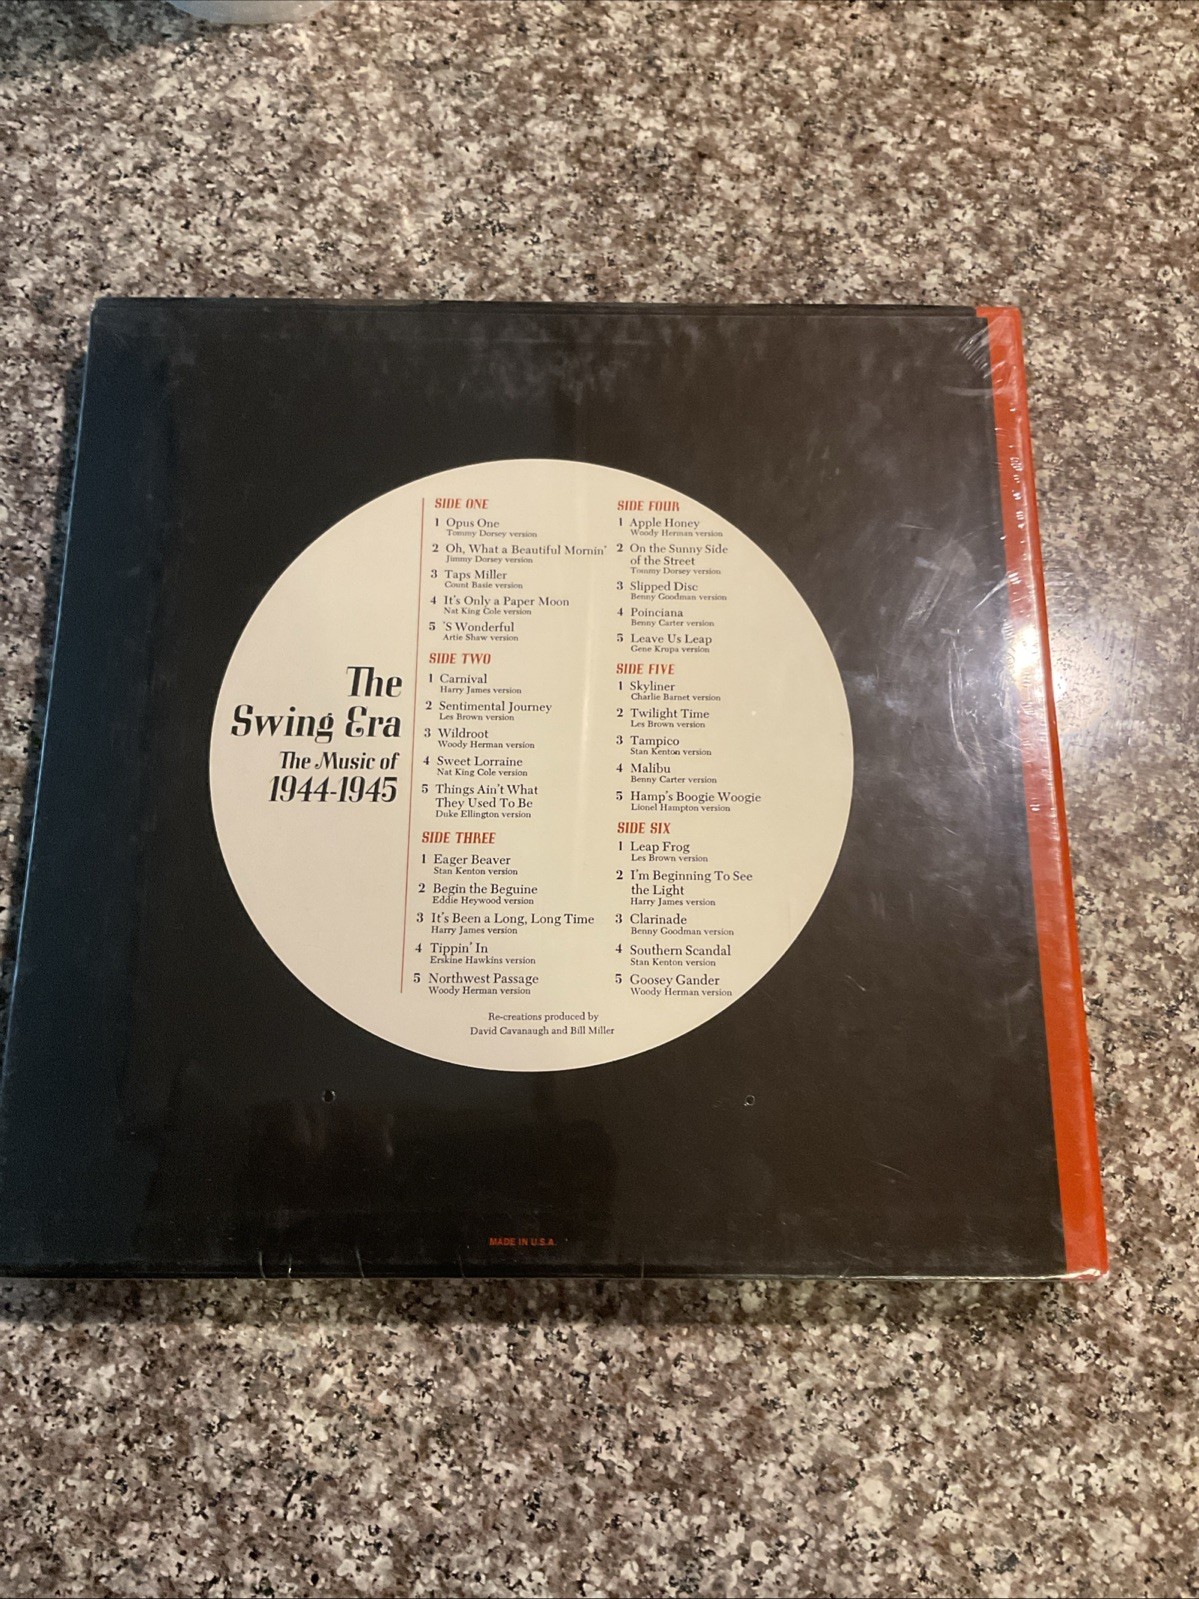 The
Swing Era
The Music of
1944-1945
SIDE ONE
1 Opus One
Tommy Dorsey version
2 Oh, What a Beautiful Mornin'
Jimmy Dorsey version
3 Taps Miller
Count Basie version
4 It's Only a Paper Moon
Nat King Cole version
5 'S Wonderful
Artie Shaw version
SIDE TWO
1 Carnival
Harry James version
2 Sentimental Journey
Les Brown version
3 Wildroot
Woody Herman version
4 Sweet Lorraine
Nat King Cole version
5 Things Ain't What
They Used To Be
Duke Ellington version
SIDE THREE
1 Eager Beaver
Stan Kenton version
2 Begin the Beguine
Eddie Heywood version
3 It's Been a Long, Long Time
Harry James version
4 Tippin' In
Erskine Hawkins version
5 Northwest Passage
Woody Herman version
SIDE FOUR
1 Apple Honey
Woody Herman version
2 On the Sunny Side
of the Street
Tommy Dorsey version
3 Slipped Disc
Benny Goodman version
4 Poinciana
Benny Carter version
5 Leave Us Leap
Gene Krupa version
SIDE FIVE
1 Skyliner
Charlie Barnet version
2 Twilight Time
Les Brown version
3 Tampico
Stan Kenton version
4 Malibu
Benny Carter version
5 Hamp's Boogie Woogie
Lionel Hampton version
SIDE SIX
1 Leap Frog
Les Brown version
2 I'm Beginning To See
the Light
Harry James version
3 Clarinade
Benny Goodman version
4 Southern Scandal
Stan Kenton version
5 Goosey Gander
Woody Herman version
Re-creations produced by
David Cavanaugh and Bill Miller
MADE IN U.S.A.